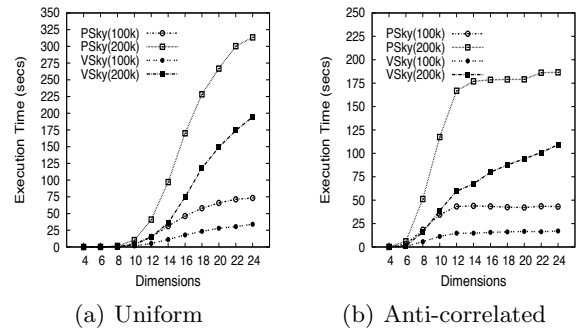 350
325
300
275
250
225
200
175
150
125
100
75
50
25
0
Execution Time (secs)
PSky(100k)
PSky(200k)
VSky(100k)
VSky(200k)
4 6 8 10 12 14 16 18 20 22 24
Dimensions
(a) Uniform
250
225
200
175
150
125
100
75
50
25
0
Execution Time (secs)
PSky(100k)
PSky(200k)
VSky(100k)
VSky(200k)
4 6 8 10 12 14 16 18 20 22 24
Dimensions
(b) Anti-correlated